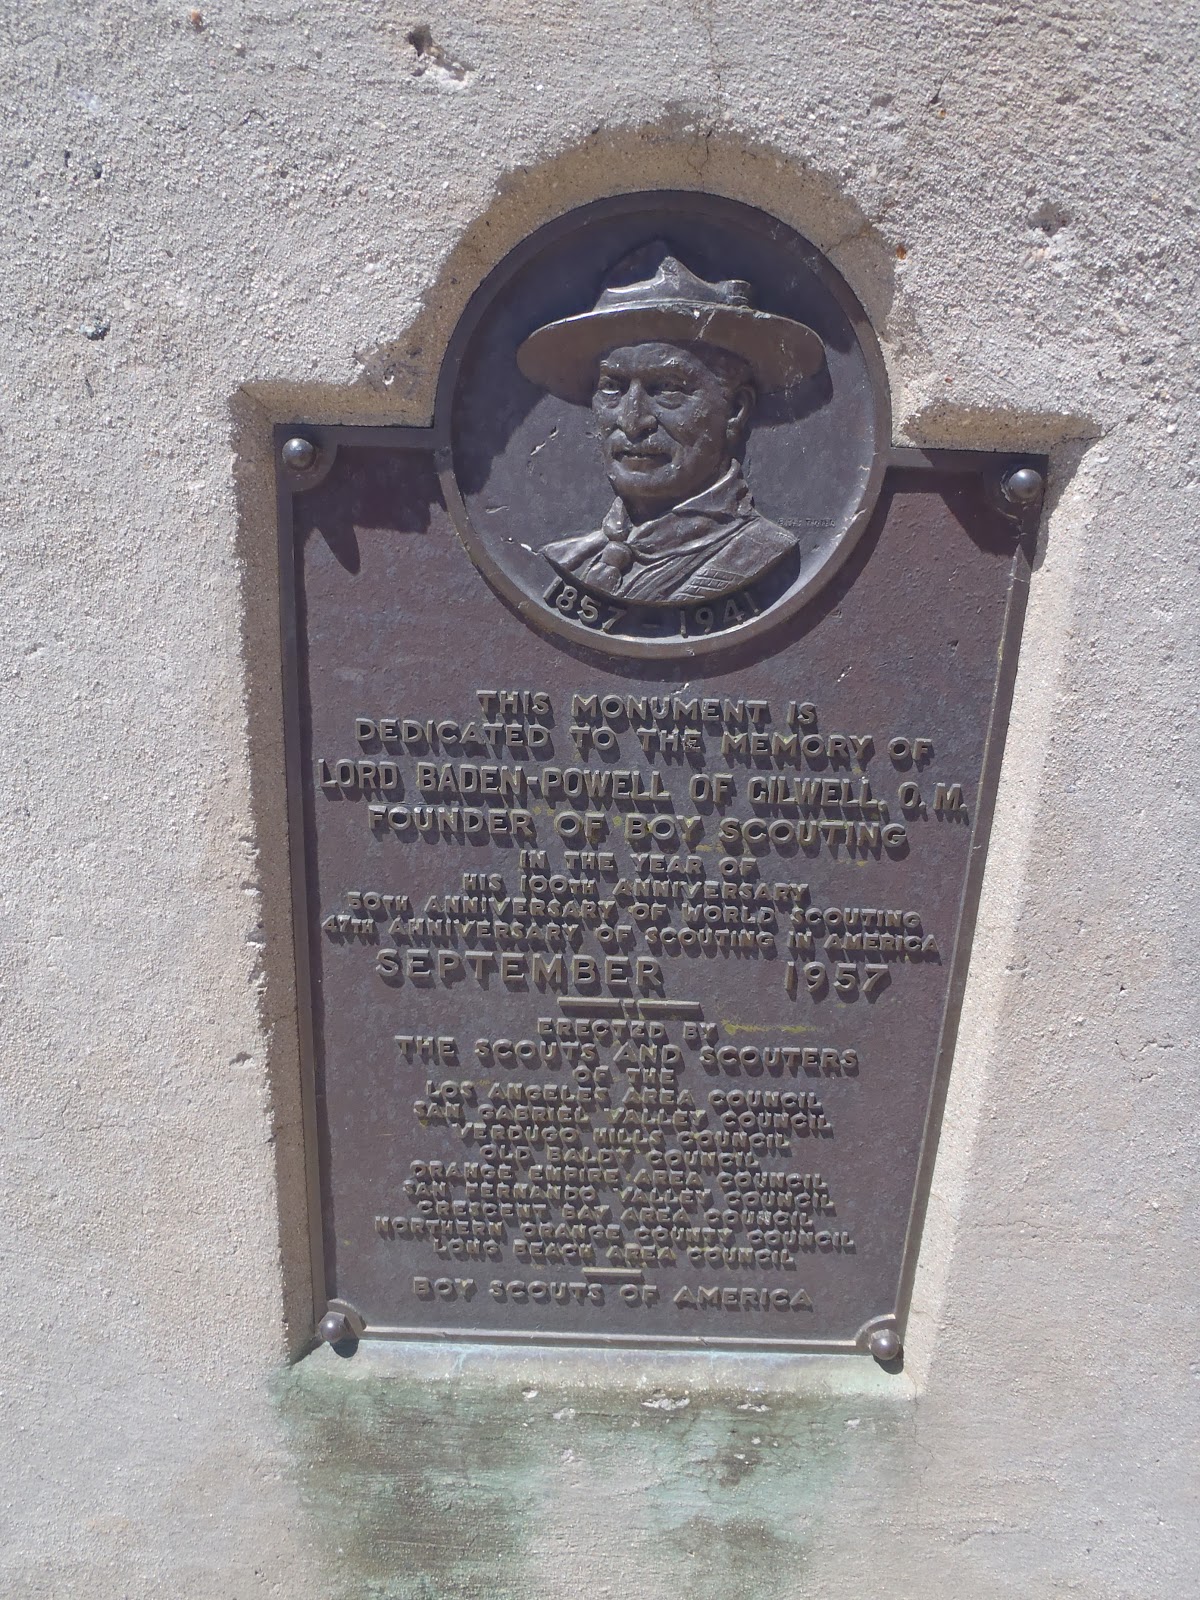 1857 - 1941
THIS MONUMENT IS
DEDICATED TO THE MEMORY OF
LORD BADEN-POWELL OF GILWELL, O. M.
FOUNDER OF BOY SCOUTING
IN THE YEAR OF
HIS 100TH ANNIVERSARY
50TH ANNIVERSARY OF WORLD SCOUTING
47TH ANNIVERSARY OF SCOUTING IN AMERICA
SEPTEMBER 1957
ERECTED BY
THE SCOUTS AND SCOUTERS
OF THE
LOS ANGELES AREA COUNCIL
SAN GABRIEL VALLEY COUNCIL
VERDUGO HILLS COUNCIL
OLD BALDY COUNCIL
ORANGE EMPIRE AREA COUNCIL
SAN FERNANDO VALLEY COUNCIL
CRESCENT BAY AREA COUNCIL
NORTHERN ORANGE COUNTY COUNCIL
LONG BEACH AREA COUNCIL
BOY SCOUTS OF AMERICA